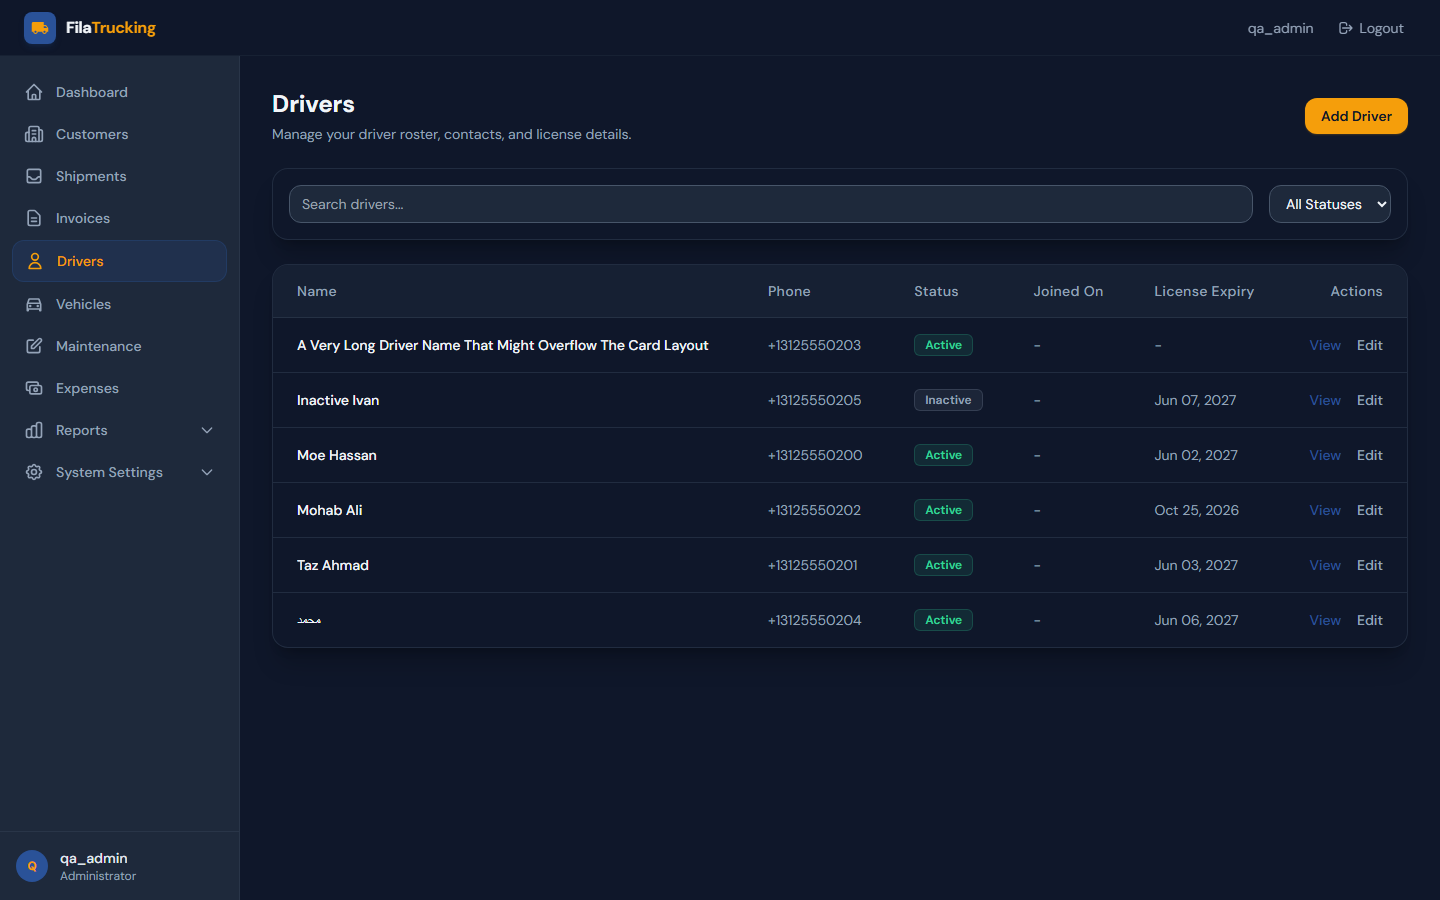 FilaTrucking
qa_admin
Logout
Dashboard
Customers
Shipments
Invoices
Drivers
Vehicles
Maintenance
Expenses
Reports
System Settings
Q
qa_admin
Administrator
Drivers
Manage your driver roster, contacts, and license details.
Add Driver
Search drivers...
All Statuses
Name Phone Status Joined On License Expiry Actions
A Very Long Driver Name That Might Overflow The Card Layout +13125550203 Active - - View Edit
Inactive Ivan +13125550205 Inactive - Jun 07, 2027 View Edit
Moe Hassan +13125550200 Active - Jun 02, 2027 View Edit
Mohab Ali +13125550202 Active - Oct 25, 2026 View Edit
Taz Ahmad +13125550201 Active - Jun 03, 2027 View Edit
محمد +13125550204 Active - Jun 06, 2027 View Edit